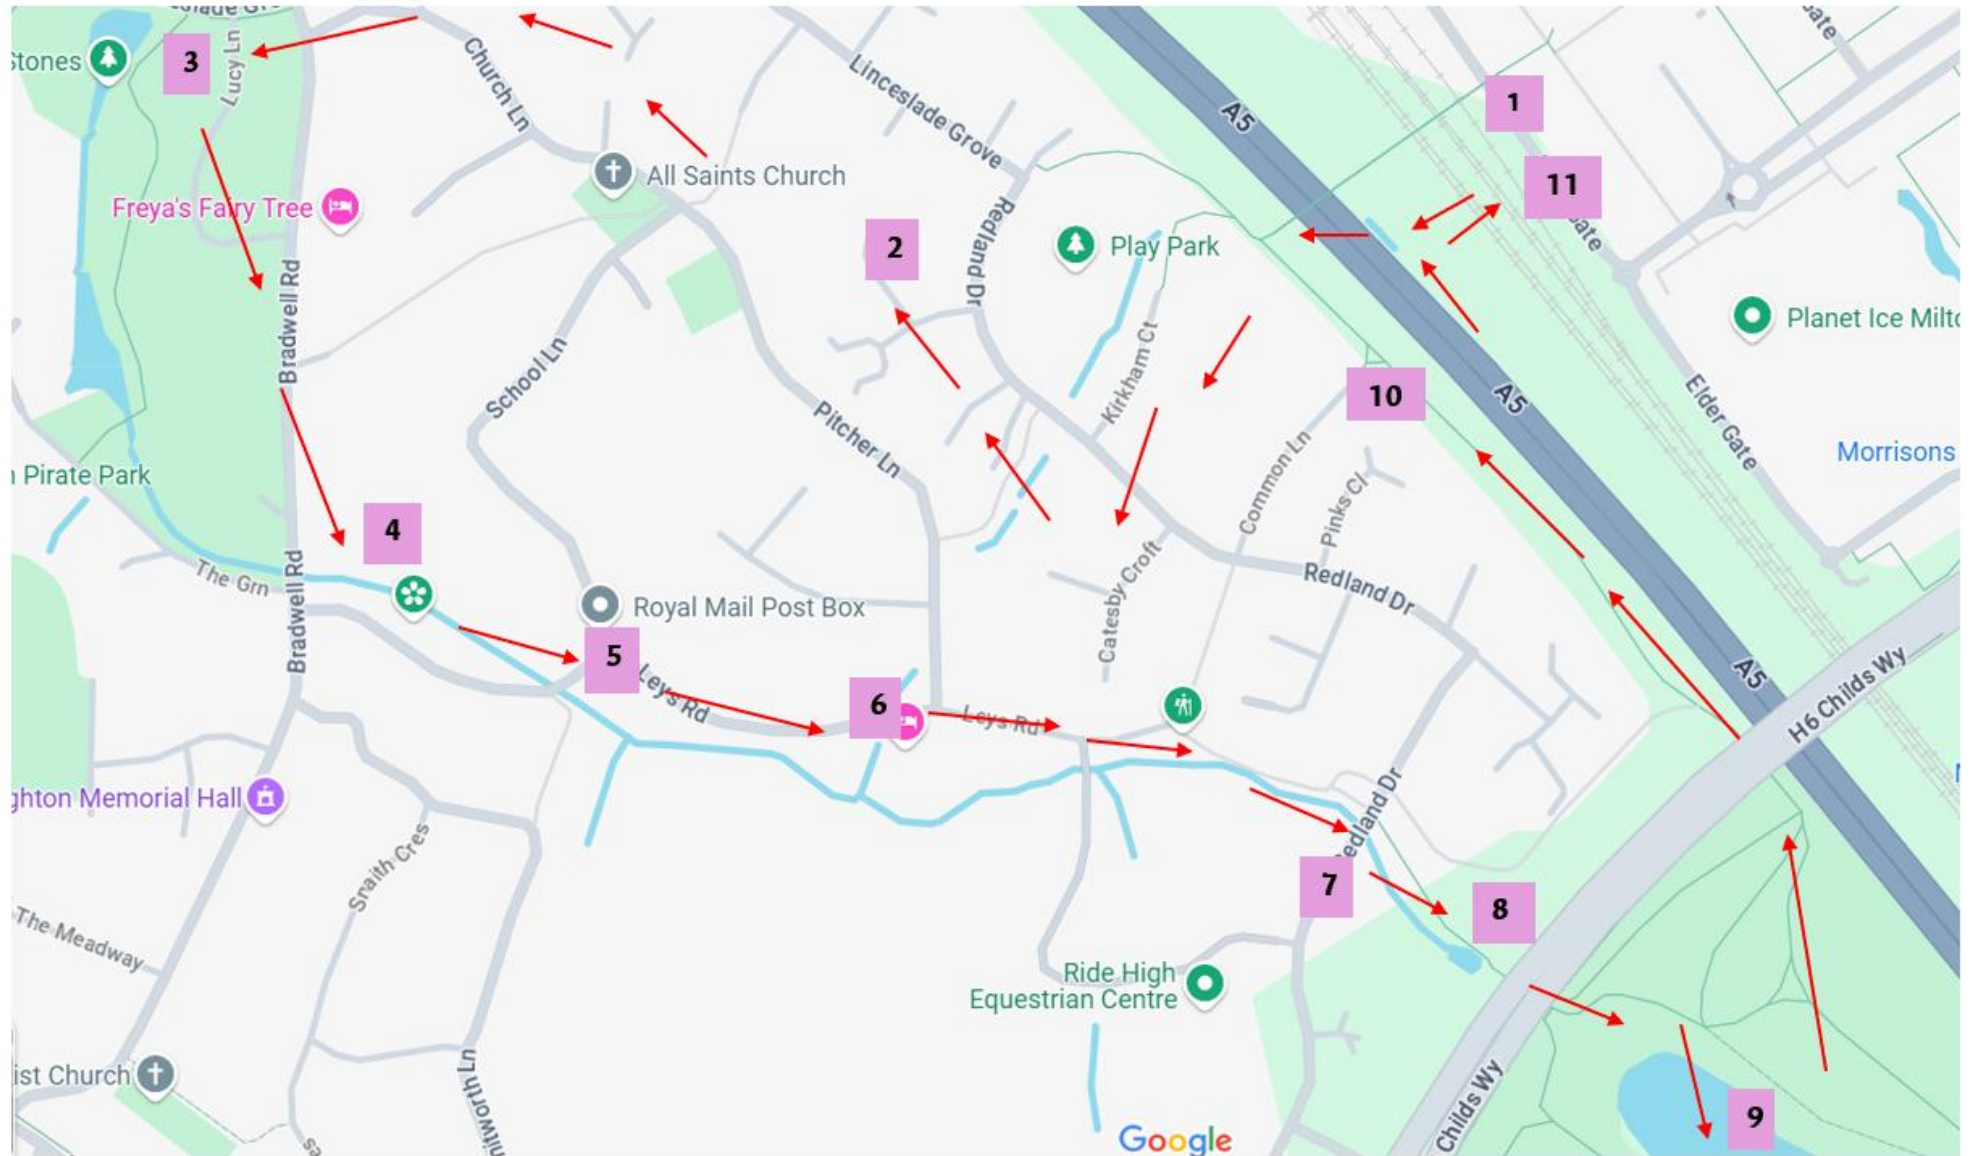 Lucy Ln
3
Stones
Church Ln
Linceslade Grove
A5
1
11
All Saints Church
Freya's Fairy Tree
Redland Dr
2
Play Park
Bradwell Rd
School Ln
Kirkham Ct
Planet Ice Milto
10
A5
Elder Gate
Pitcher Ln
Morrisons
Pirate Park
Common Ln
Pinks Cl
4
The Grn
Bradwell Rd
Royal Mail Post Box
Catesby Croft
Redland Dr
5
Leys Rd
6
Leys Rd
A5
H6 Childs Wy
ghton Memorial Hall
Redland Dr
7
8
The Meadway
Ride High
Equestrian Centre
ist Church
hitworth Ln
Childs Wy
9
Google